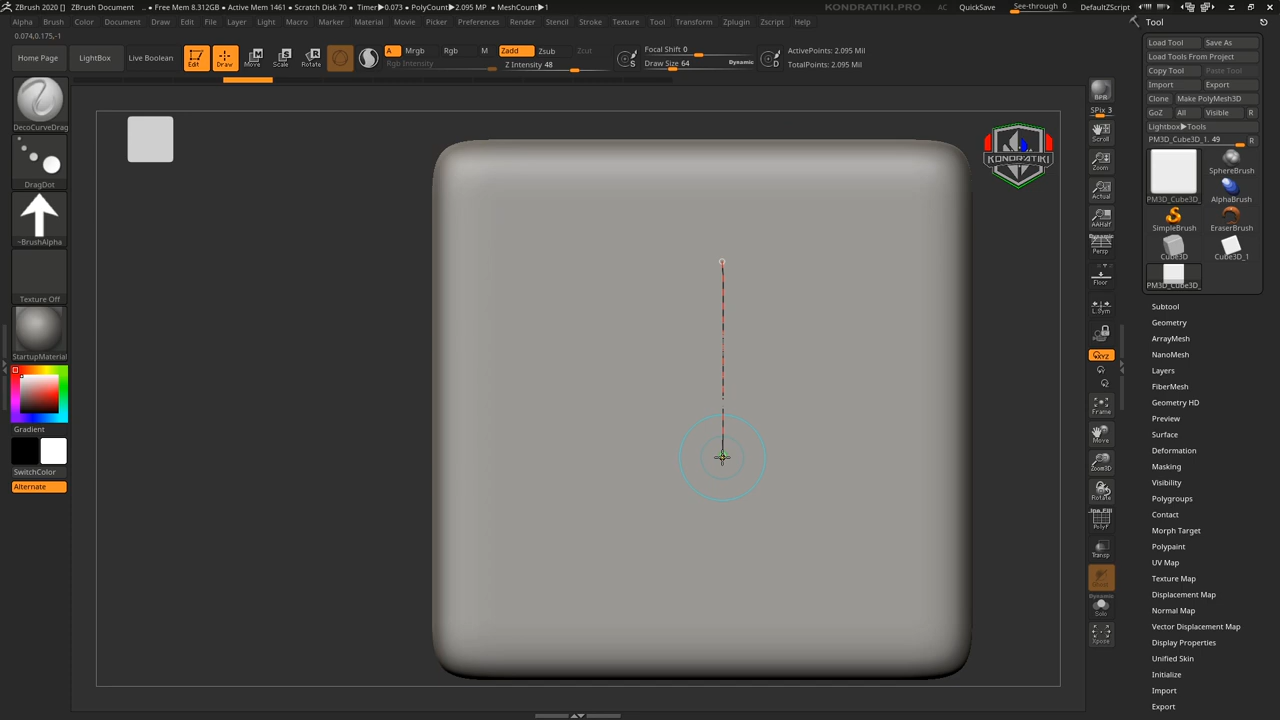 ZBrush 2020 [] ZBrush Document .. ● Free Mem 8.312GB ● Active Mem 1461 ● Scratch Disk 70 ● Timer▶0.073 ● PolyCount▶2.095 MP ● MeshCount▶1 KONDRATIKI.PRO AC QuickSave See-through 0 DefaultZScript
Alpha Brush Color Document Draw Edit File Layer Light Macro Marker Material Movie Picker Preferences Render Stencil Stroke Texture Tool Transform Zplugin Zscript Help
Tool
0.074,0.175,-1
Home Page LightBox Live Boolean Edit Draw Move Scale Rotate A Mrgb Rgb M Zadd Zsub Zcut
Rgb Intensity Z Intensity 48
S Focal Shift 0
Draw Size 64 Dynamic D
ActivePoints: 2.095 Mil
TotalPoints: 2.095 Mil
DecoCurveDrag
DragDot
~BrushAlpha
Texture Off
StartupMaterial
Gradient
SwitchColor
Alternate
KONDRATIKI
BPR
SPix 3
Scroll
Zoom
Actual
AAHalf
Dynamic
Persp
Floor
L.Sym
XYZ
Frame
Move
Zoom3D
Rotate
Line Fill
PolyF
Transp
Dynamic
Solo
Xpose
Load Tool Save As
Load Tools From Project
Copy Tool Paste Tool
Import Export
Clone Make PolyMesh3D
GoZ All Visible R
Lightbox▶Tools
PM3D_Cube3D_1. 49 R
PM3D_Cube3D_ SphereBrush
AlphaBrush
SimpleBrush EraserBrush
Cube3D Cube3D_1
PM3D_Cube3D_
Subtool
Geometry
ArrayMesh
NanoMesh
Layers
FiberMesh
Geometry HD
Preview
Surface
Deformation
Masking
Visibility
Polygroups
Contact
Morph Target
Polypaint
UV Map
Texture Map
Displacement Map
Normal Map
Vector Displacement Map
Display Properties
Unified Skin
Initialize
Import
Export